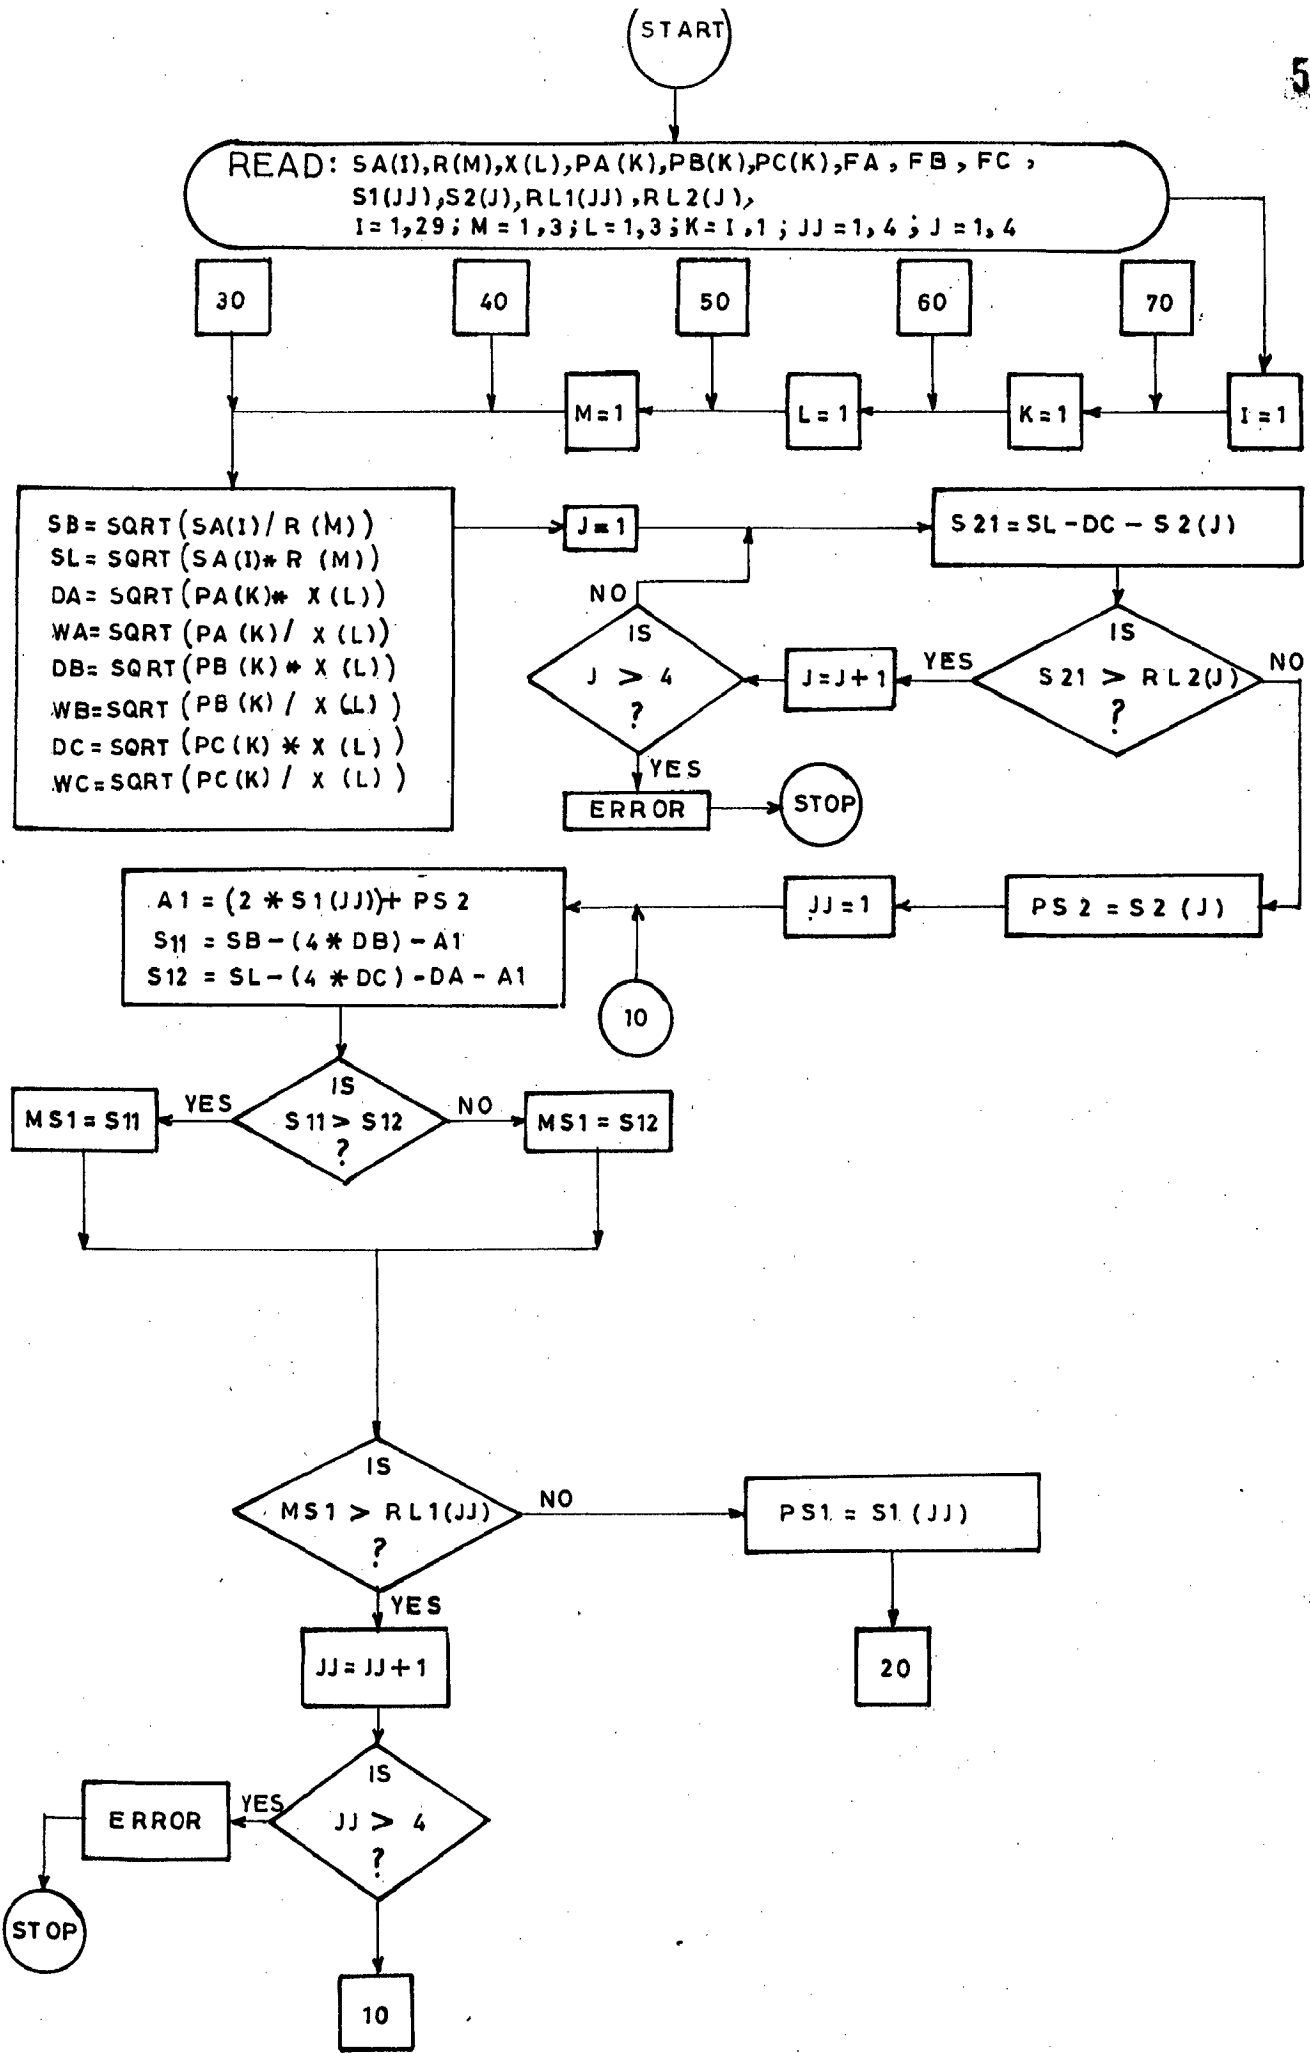 START
5
READ: SA(I),R(M),X(L),PA(K),PB(K),PC(K),FA, FB, FC,
S1(JJ),S2(J),RL1(JJ),RL2(J),
I=1,29; M=1,3; L=1,3; K=I,1; JJ=1,4; J=1,4
30
40
50
60
70
M=1
L=1
K=1
I=1
SB=SQRT(SA(I)/R(M))
SL=SQRT(SA(I)*R(M))
DA=SQRT(PA(K)* X(L))
WA=SQRT(PA(K)/ X(L))
DB=SQRT(PB(K)* X(L))
WB=SQRT(PB(K)/ X(L))
DC=SQRT(PC(K)* X(L))
WC=SQRT(PC(K)/ X(L))
J=1
S21=SL-DC-S2(J)
NO
IS
J > 4
?
YES
J=J+1
YES
IS
S21 > RL2(J)
?
NO
ERROR
STOP
A1=(2*S1(JJ))+PS2
S11 = SB-(4*DB)-A1
S12 = SL-(4*DC)-DA-A1
JJ=1
PS2=S2(J)
10
MS1=S11
YES
IS
S11 > S12
?
NO
MS1=S12
IS
MS1 > RL1(JJ)
?
NO
PS1 = S1(JJ)
YES
JJ=JJ+1
20
IS
JJ > 4
?
YES
ERROR
STOP
10